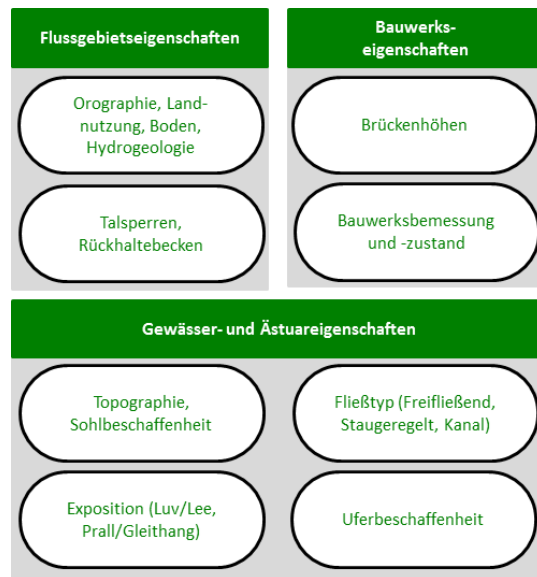 Flussgebietseigenschaften
Orographie, Land-
nutzung, Boden,
Hydrogeologie
Talsperren,
Rückhaltebecken
Bauwerks-
eigenschaften
Brückenhöhen
Bauwerksbemessung
und -zustand
Gewässer- und Ästuareigenschaften
Topographie,
Sohlbeschaffenheit
Fließtyp (Freifließend,
Staugeregelt, Kanal)
Exposition (Luv/Lee,
Prall/Gleithang)
Uferbeschaffenheit